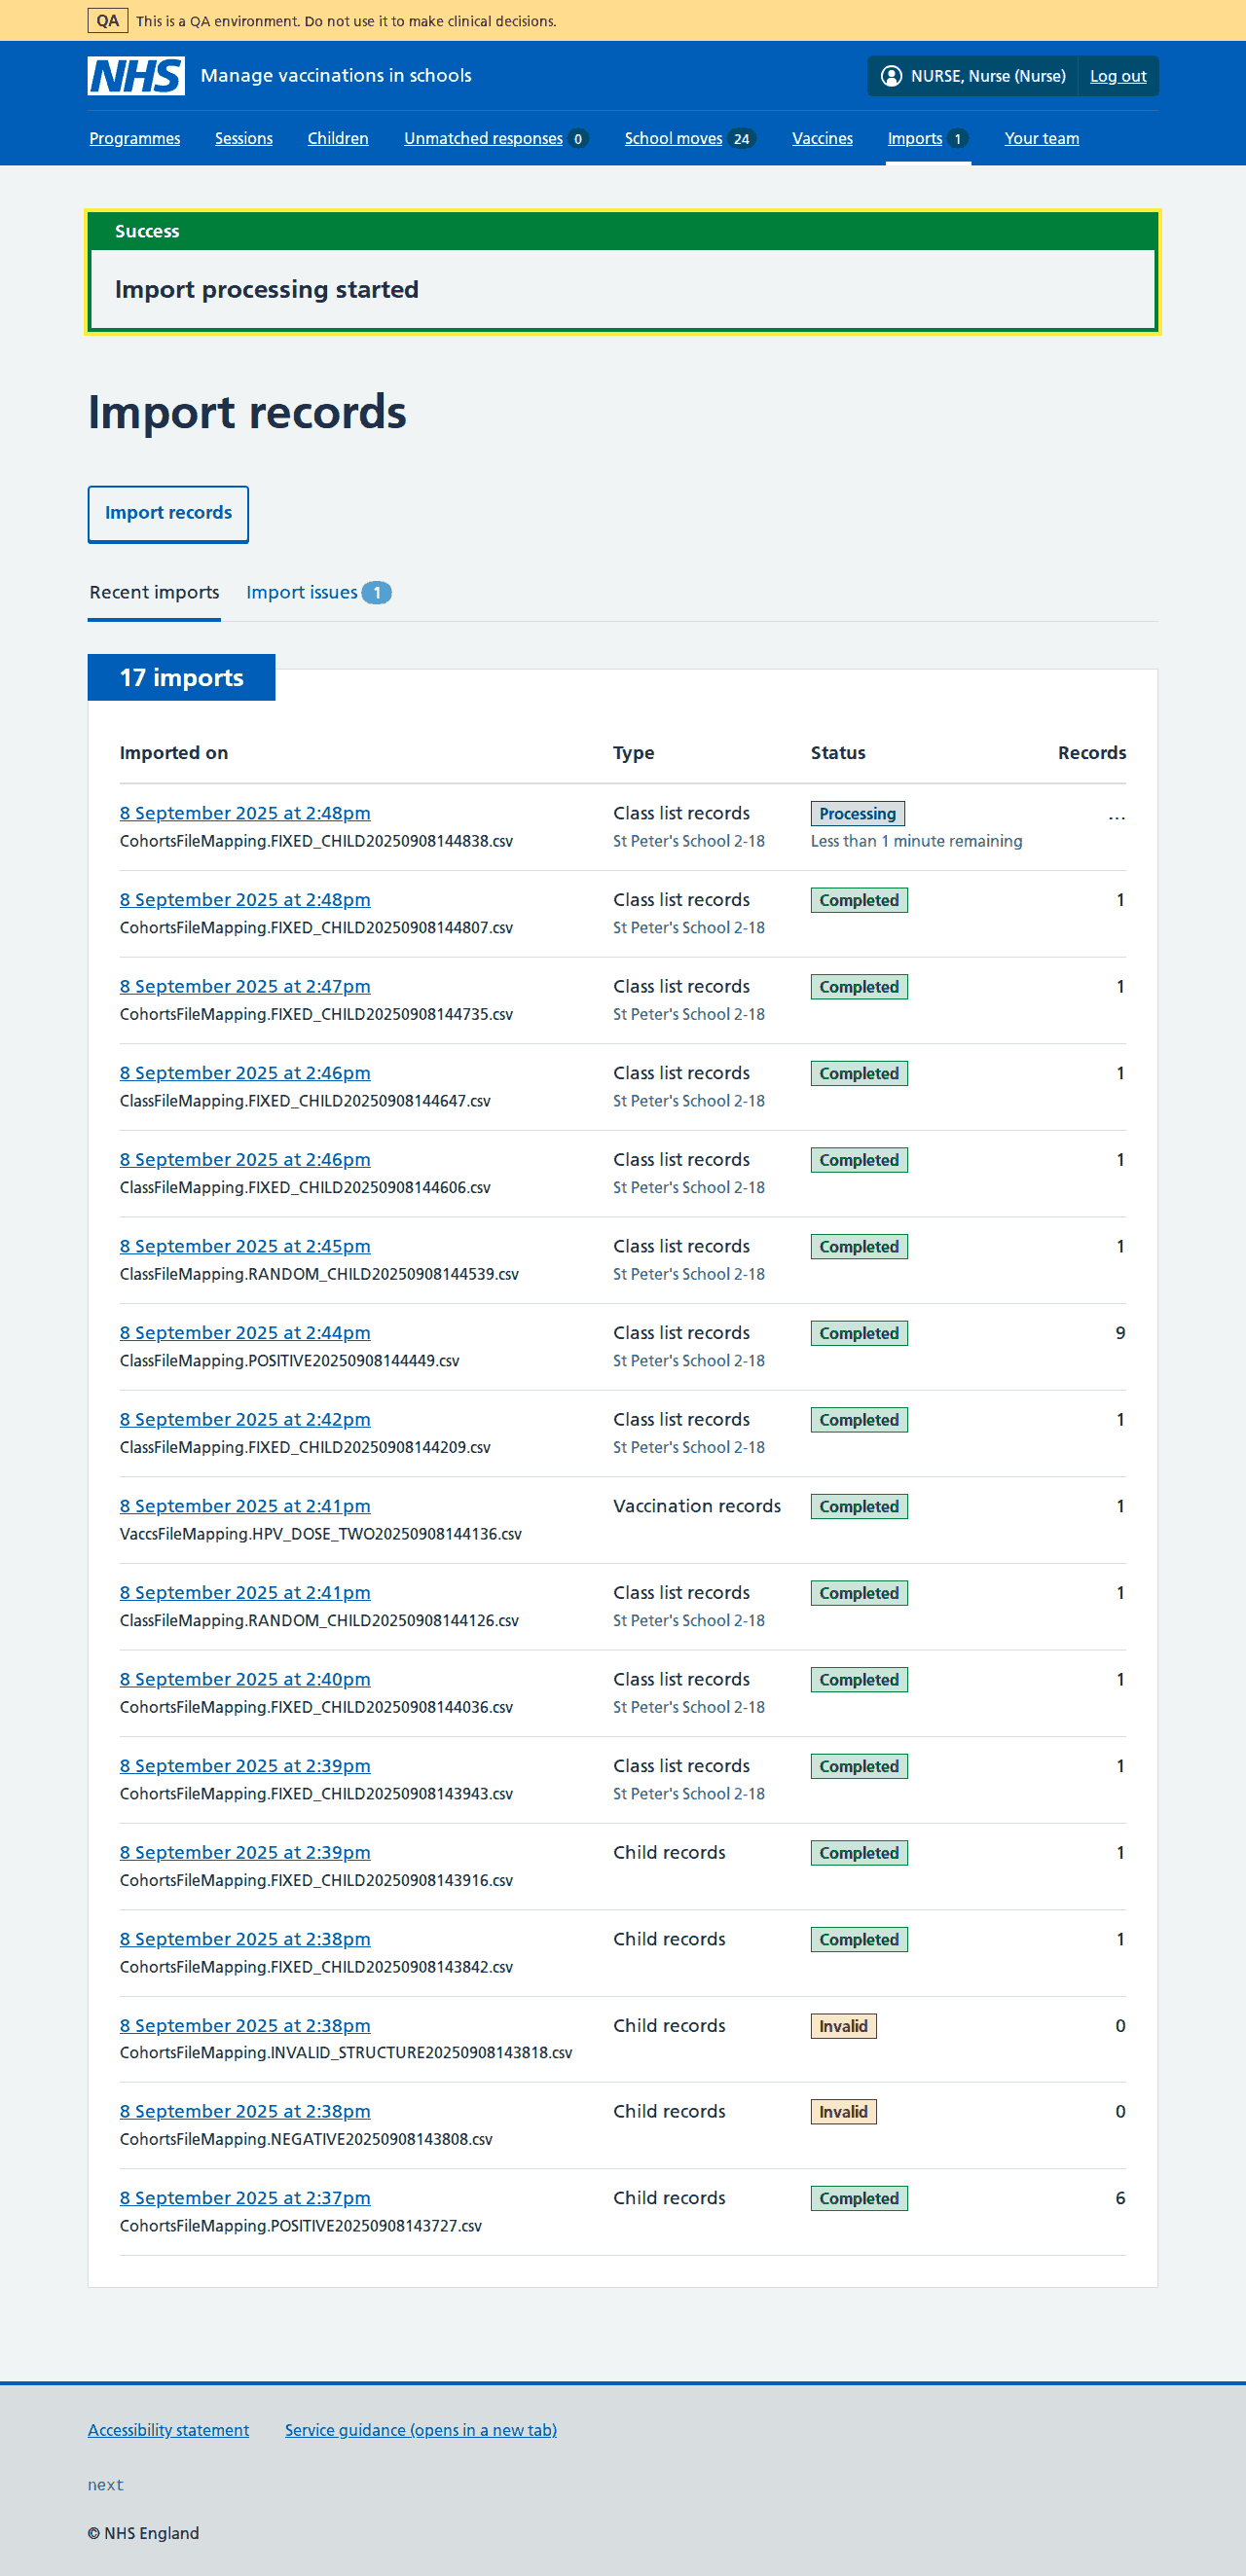 QA This is a QA environment. Do not use it to make clinical decisions.
NHS Manage vaccinations in schools NURSE, Nurse (Nurse) Log out
Programmes Sessions Children Unmatched responses 0 School moves 24 Vaccines Imports 1 Your team
Success
Import processing started
Import records
Import records
Recent imports Import issues 1
17 imports
Imported on Type Status Records
8 September 2025 at 2:48pm Class list records Processing ...
CohortsFileMapping.FIXED_CHILD20250908144838.csv St Peter's School 2-18 Less than 1 minute remaining
8 September 2025 at 2:48pm Class list records Completed 1
CohortsFileMapping.FIXED_CHILD20250908144807.csv St Peter's School 2-18
8 September 2025 at 2:47pm Class list records Completed 1
CohortsFileMapping.FIXED_CHILD20250908144735.csv St Peter's School 2-18
8 September 2025 at 2:46pm Class list records Completed 1
ClassFileMapping.FIXED_CHILD20250908144647.csv St Peter's School 2-18
8 September 2025 at 2:46pm Class list records Completed 1
ClassFileMapping.FIXED_CHILD20250908144606.csv St Peter's School 2-18
8 September 2025 at 2:45pm Class list records Completed 1
ClassFileMapping.RANDOM_CHILD20250908144539.csv St Peter's School 2-18
8 September 2025 at 2:44pm Class list records Completed 9
ClassFileMapping.POSITIVE20250908144449.csv St Peter's School 2-18
8 September 2025 at 2:42pm Class list records Completed 1
ClassFileMapping.FIXED_CHILD20250908144209.csv St Peter's School 2-18
8 September 2025 at 2:41pm Vaccination records Completed 1
VaccsFileMapping.HPV_DOSE_TWO20250908144136.csv
8 September 2025 at 2:41pm Class list records Completed 1
ClassFileMapping.RANDOM_CHILD20250908144126.csv St Peter's School 2-18
8 September 2025 at 2:40pm Class list records Completed 1
CohortsFileMapping.FIXED_CHILD20250908144036.csv St Peter's School 2-18
8 September 2025 at 2:39pm Class list records Completed 1
CohortsFileMapping.FIXED_CHILD20250908143943.csv St Peter's School 2-18
8 September 2025 at 2:39pm Child records Completed 1
CohortsFileMapping.FIXED_CHILD20250908143916.csv
8 September 2025 at 2:38pm Child records Completed 1
CohortsFileMapping.FIXED_CHILD20250908143842.csv
8 September 2025 at 2:38pm Child records Invalid 0
CohortsFileMapping.INVALID_STRUCTURE20250908143818.csv
8 September 2025 at 2:38pm Child records Invalid 0
CohortsFileMapping.NEGATIVE20250908143808.csv
8 September 2025 at 2:37pm Child records Completed 6
CohortsFileMapping.POSITIVE20250908143727.csv
Accessibility statement Service guidance (opens in a new tab)
next
© NHS England